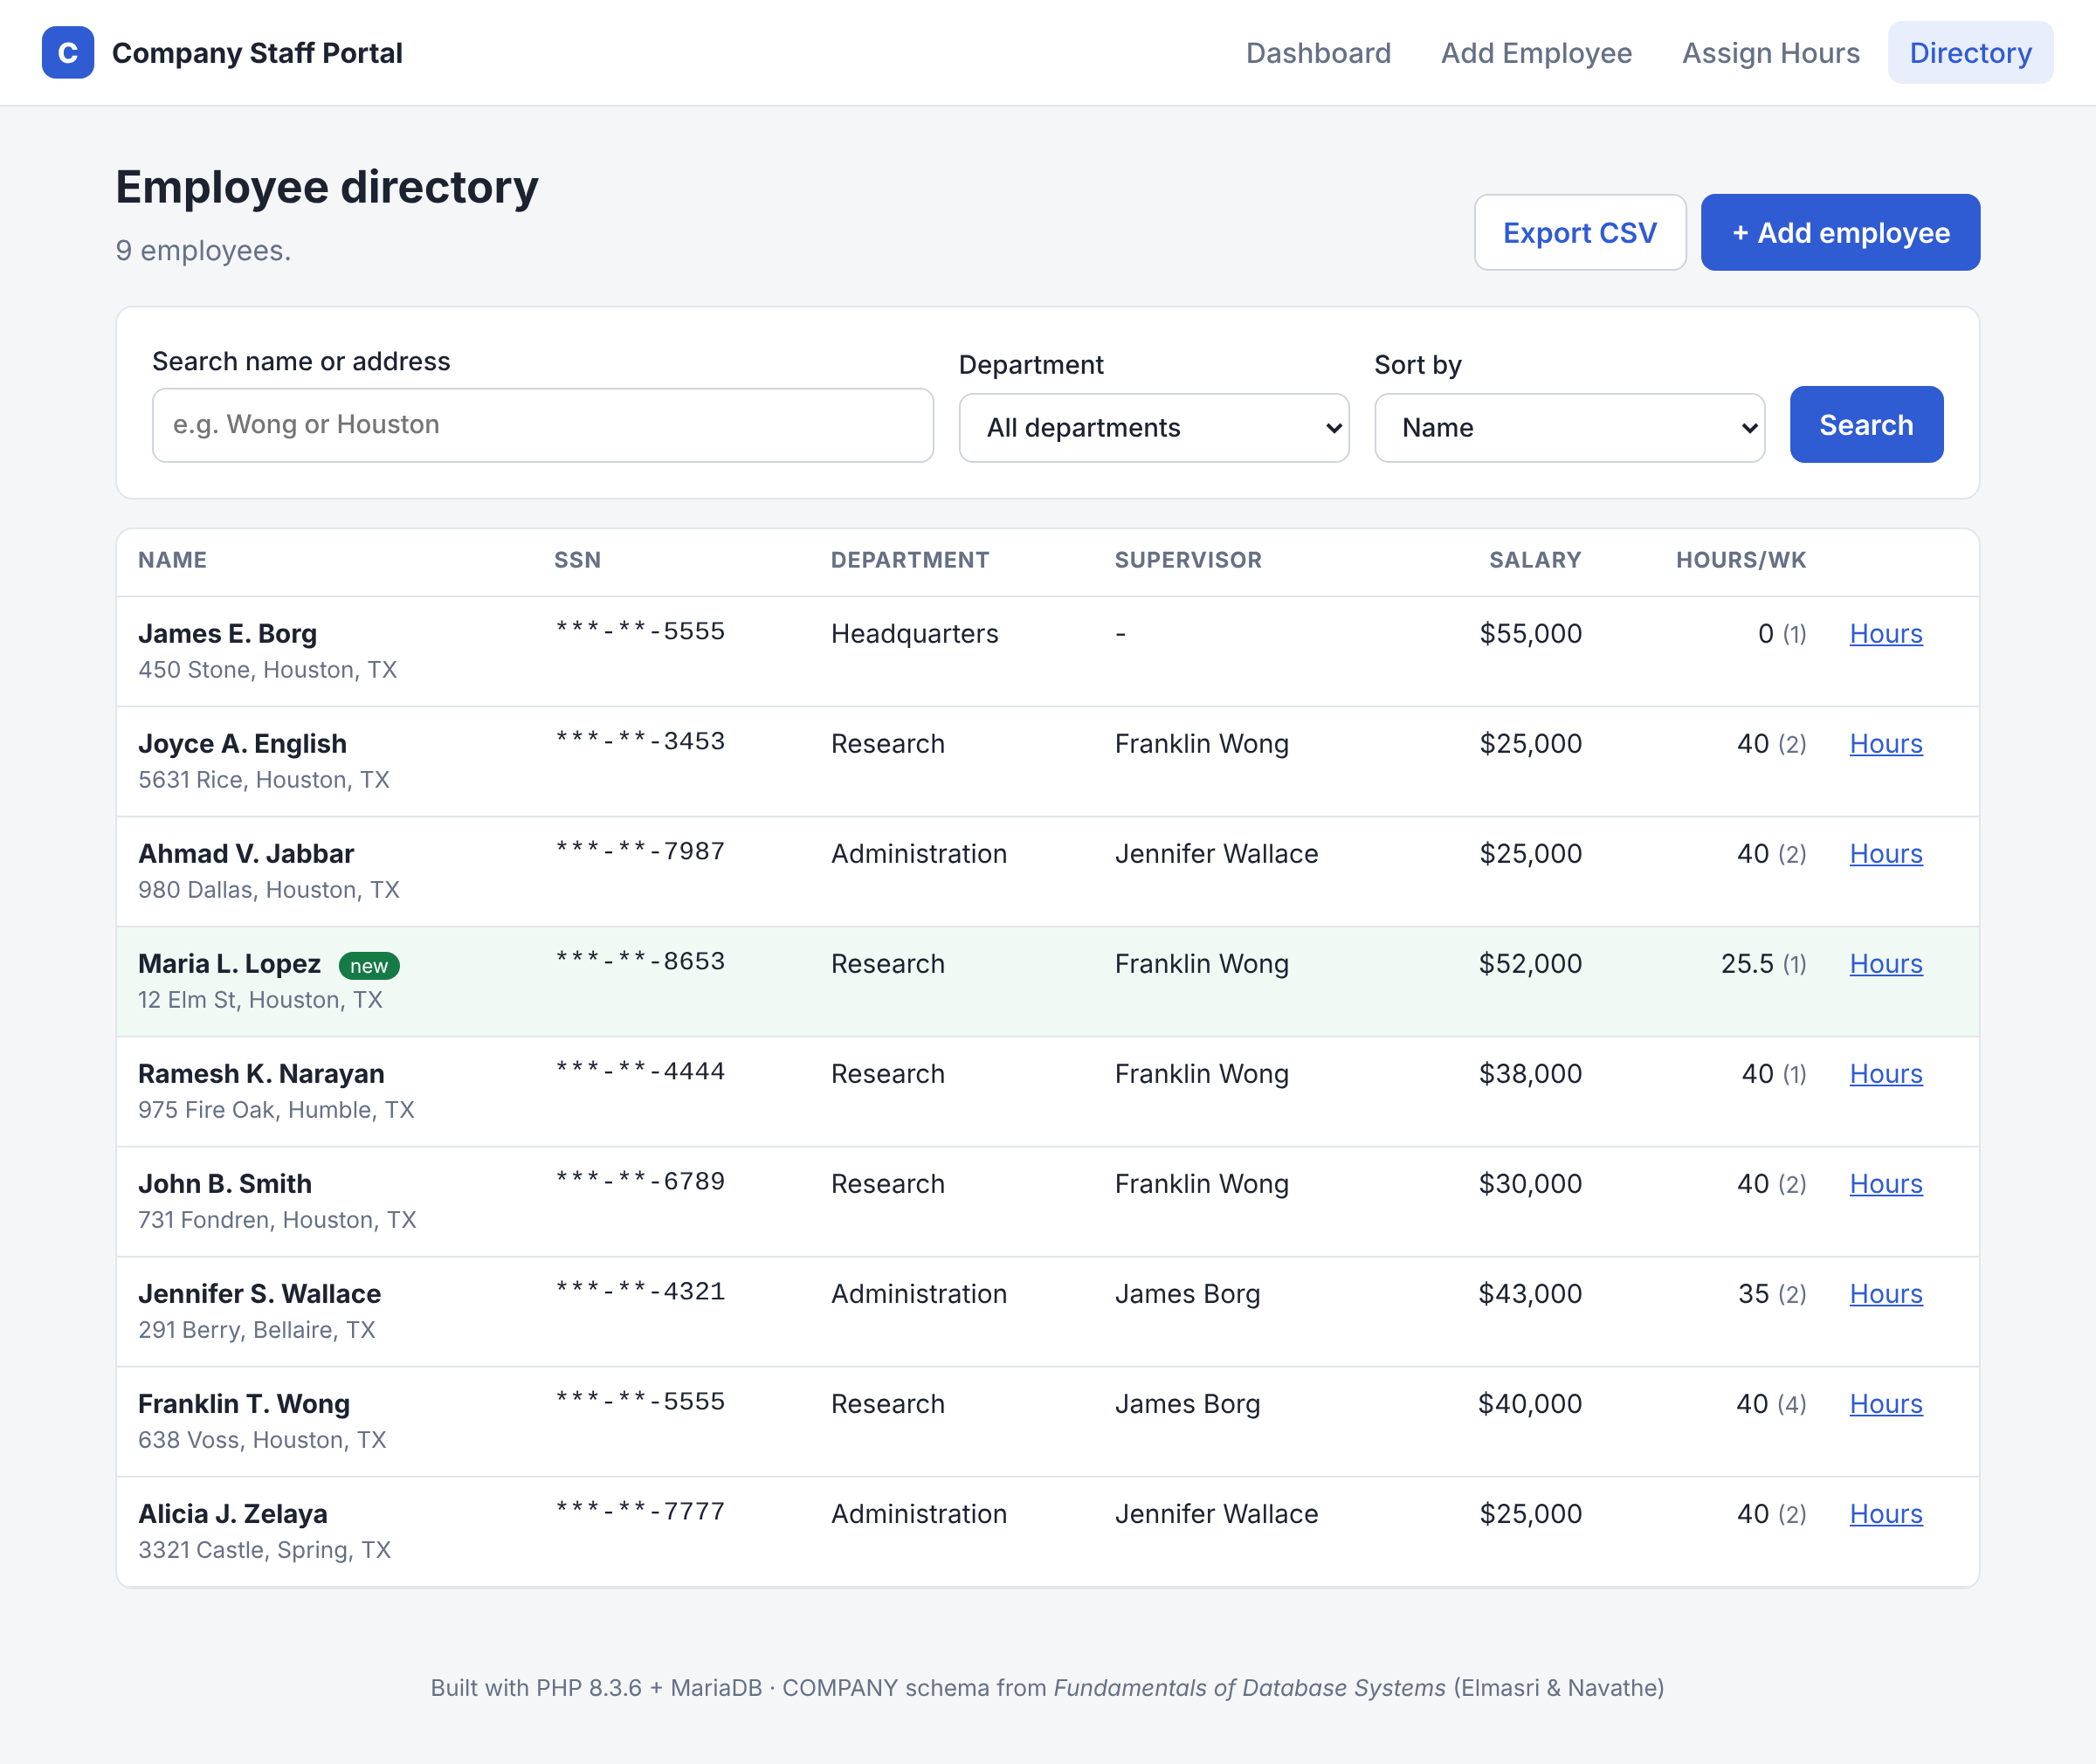 C Company Staff Portal Dashboard Add Employee Assign Hours Directory
Employee directory
9 employees.
Export CSV + Add employee
Search name or address Department Sort by
e.g. Wong or Houston All departments Name Search
NAME SSN DEPARTMENT SUPERVISOR SALARY HOURS/WK
James E. Borg ***-**-5555 Headquarters - $55,000 0 (1) Hours
450 Stone, Houston, TX
Joyce A. English ***-**-3453 Research Franklin Wong $25,000 40 (2) Hours
5631 Rice, Houston, TX
Ahmad V. Jabbar ***-**-7987 Administration Jennifer Wallace $25,000 40 (2) Hours
980 Dallas, Houston, TX
Maria L. Lopez new ***-**-8653 Research Franklin Wong $52,000 25.5 (1) Hours
12 Elm St, Houston, TX
Ramesh K. Narayan ***-**-4444 Research Franklin Wong $38,000 40 (1) Hours
975 Fire Oak, Humble, TX
John B. Smith ***-**-6789 Research Franklin Wong $30,000 40 (2) Hours
731 Fondren, Houston, TX
Jennifer S. Wallace ***-**-4321 Administration James Borg $43,000 35 (2) Hours
291 Berry, Bellaire, TX
Franklin T. Wong ***-**-5555 Research James Borg $40,000 40 (4) Hours
638 Voss, Houston, TX
Alicia J. Zelaya ***-**-7777 Administration Jennifer Wallace $25,000 40 (2) Hours
3321 Castle, Spring, TX
Built with PHP 8.3.6 + MariaDB · COMPANY schema from Fundamentals of Database Systems (Elmasri & Navathe)